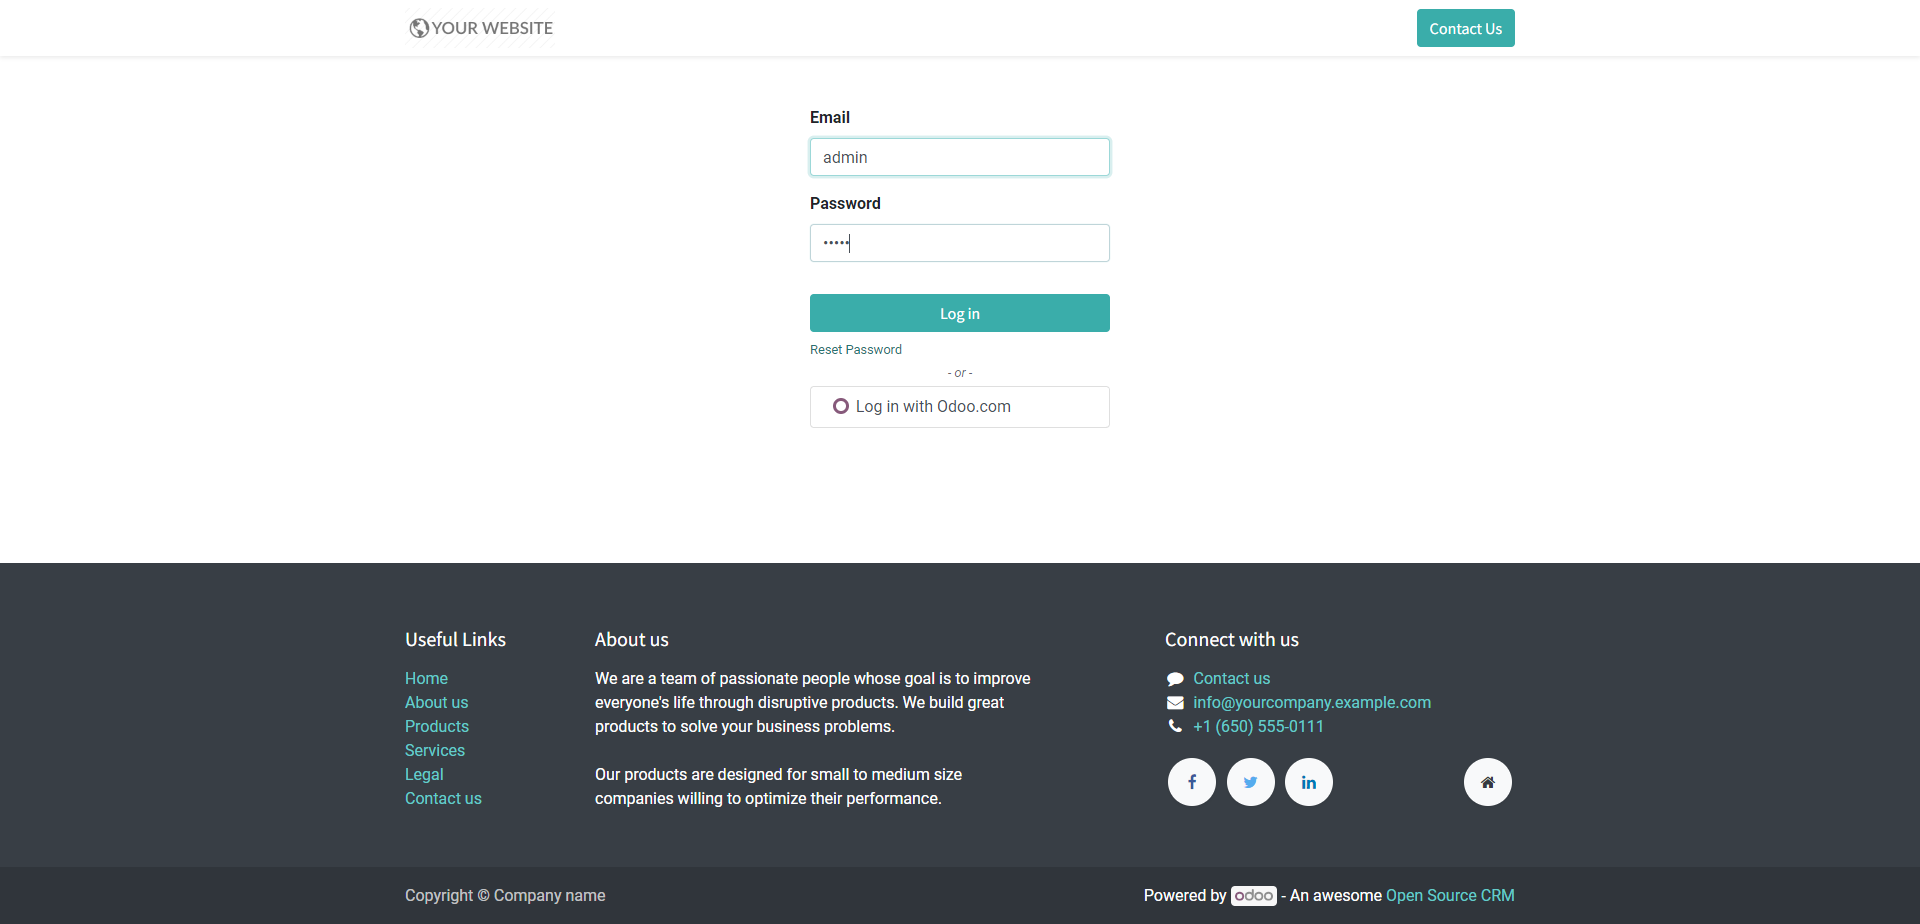 YOUR WEBSITE
Contact Us
Email
admin
Password
•••••
Log in
Reset Password
- or -
Log in with Odoo.com
Useful Links
Home
About us
Products
Services
Legal
Contact us
About us
We are a team of passionate people whose goal is to improve
everyone's life through disruptive products. We build great
products to solve your business problems.
Our products are designed for small to medium size
companies willing to optimize their performance.
Connect with us
Contact us
info@yourcompany.example.com
+1 (650) 555-0111
Copyright © Company name
Powered by odoo - An awesome Open Source CRM